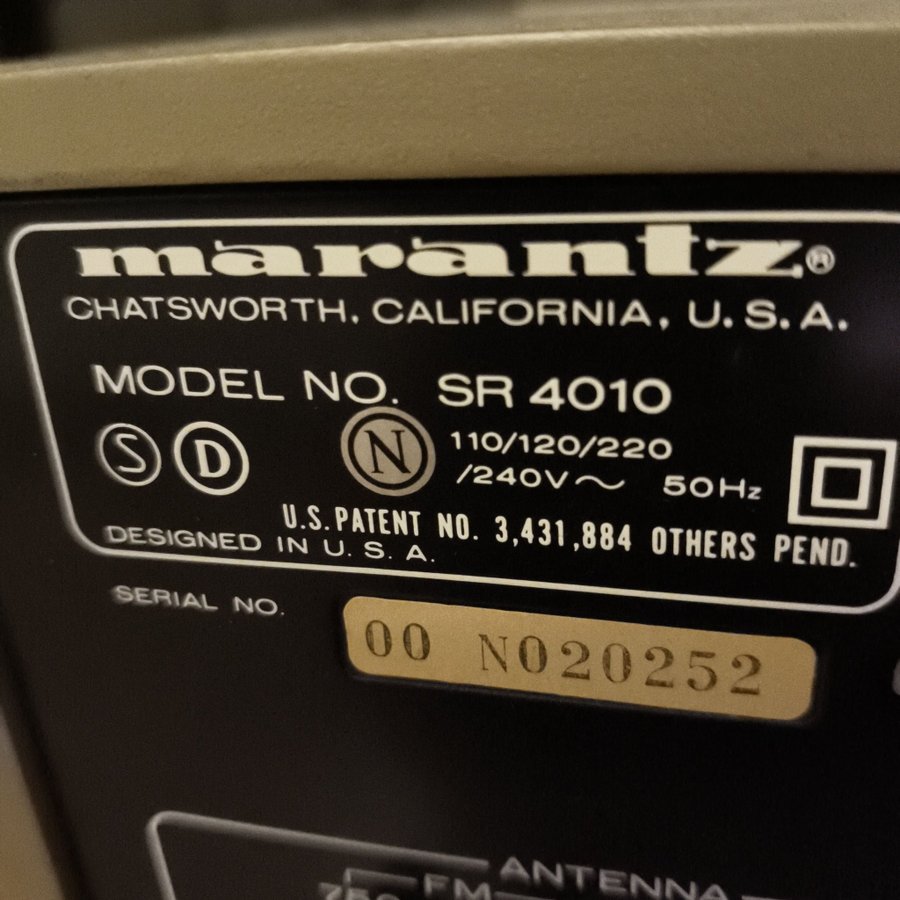 marantz®
CHATSWORTH, CALIFORNIA, U.S.A.
MODEL NO. SR 4010
S D N 110/120/220
/240V~ 50Hz
U.S. PATENT NO. 3,431,884 OTHERS PEND.
DESIGNED IN U.S.A.
SERIAL NO.
00 N020252
ANTENNA
FM